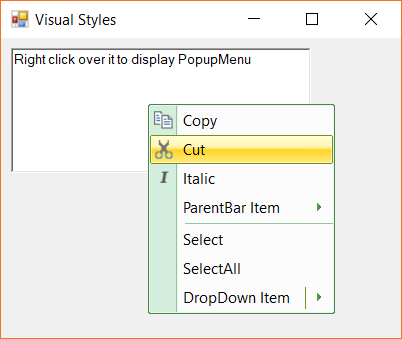 Visual Styles
Right click over it to display PopupMenu
Copy
Cut
Italic
ParentBar Item
Select
SelectAll
DropDown Item